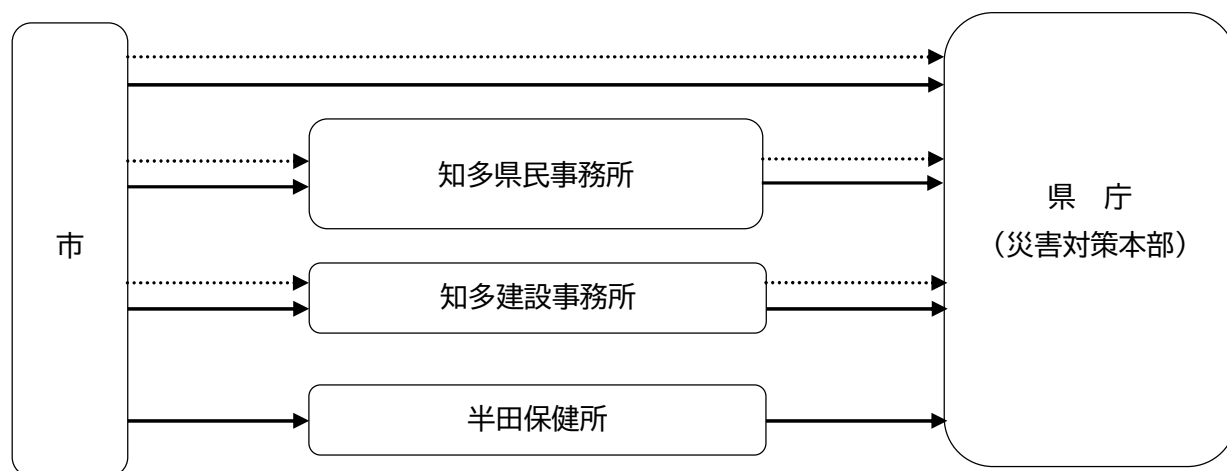 市
知多県民事務所
知多建設事務所
半田保健所
県　庁
（災害対策本部）